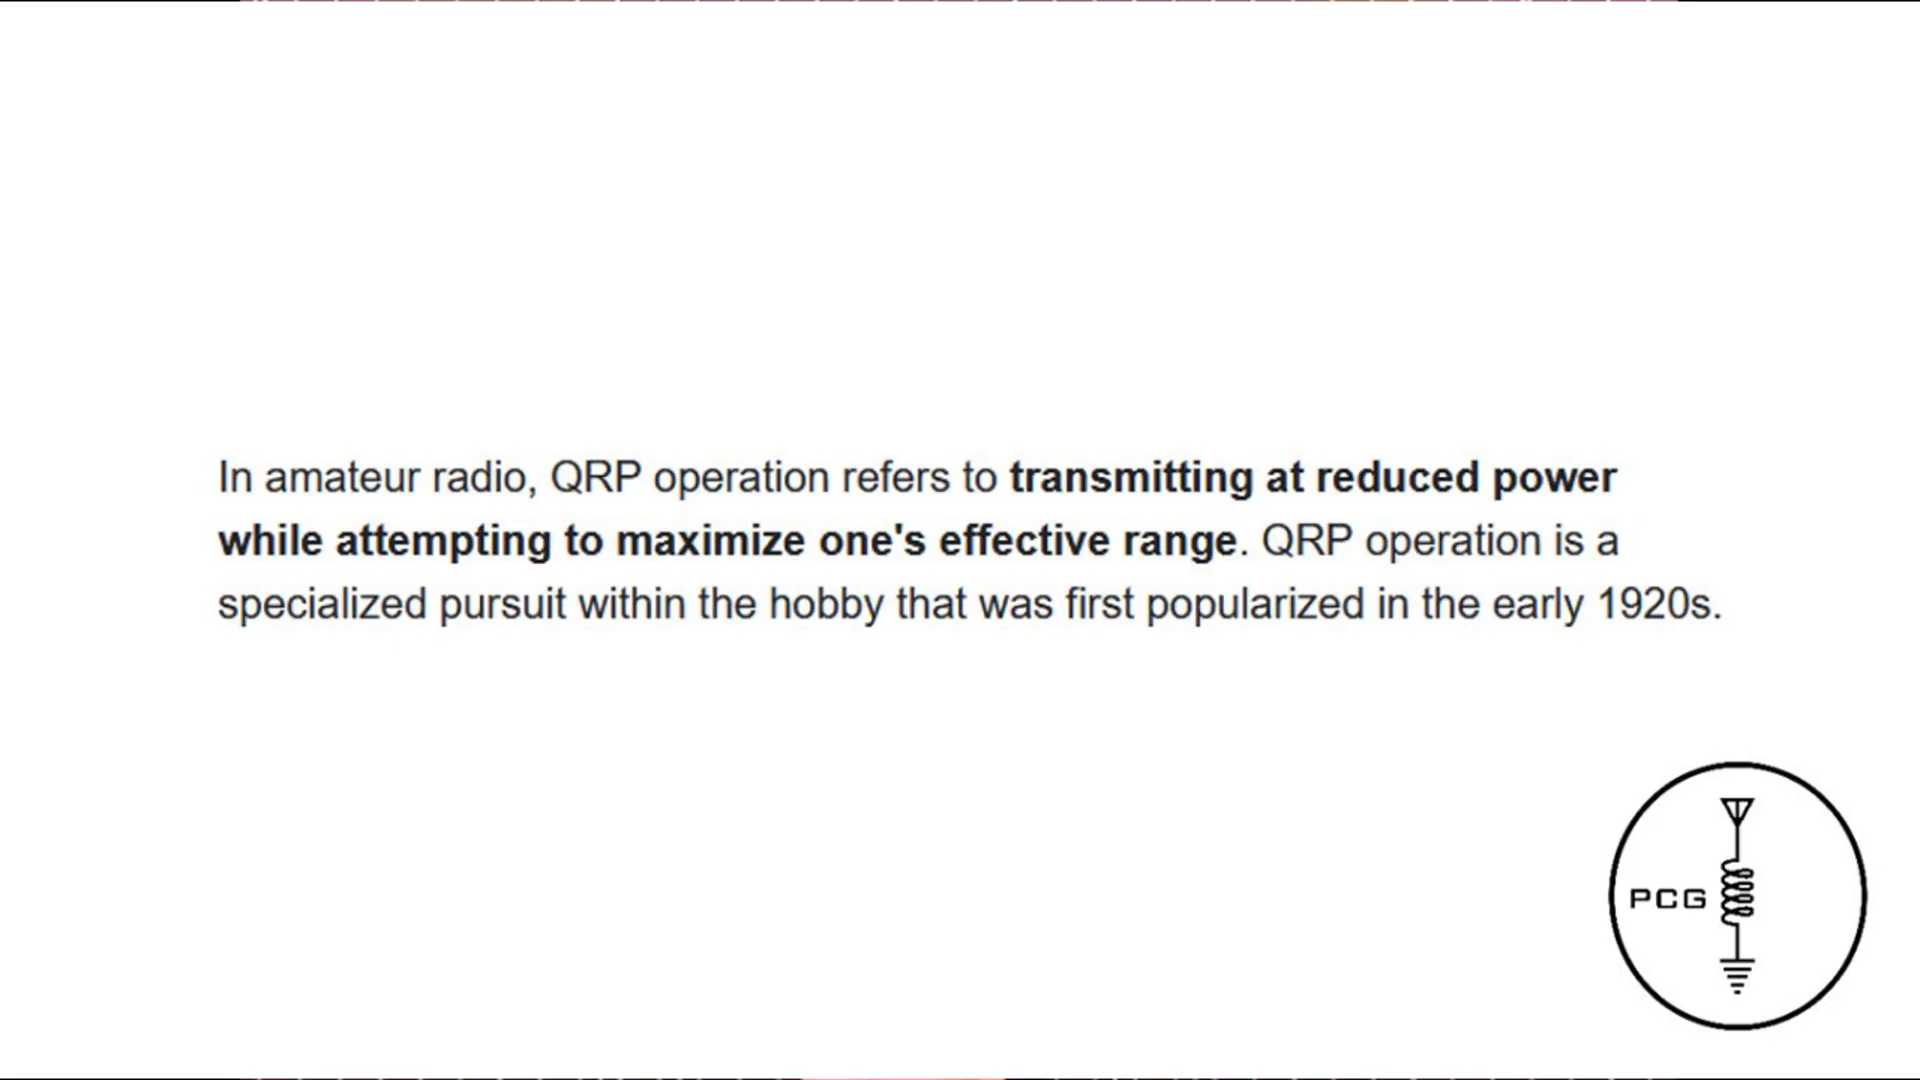 In amateur radio, QRP operation refers to transmitting at reduced power
while attempting to maximize one's effective range. QRP operation is a
specialized pursuit within the hobby that was first popularized in the early 1920s.
PCG